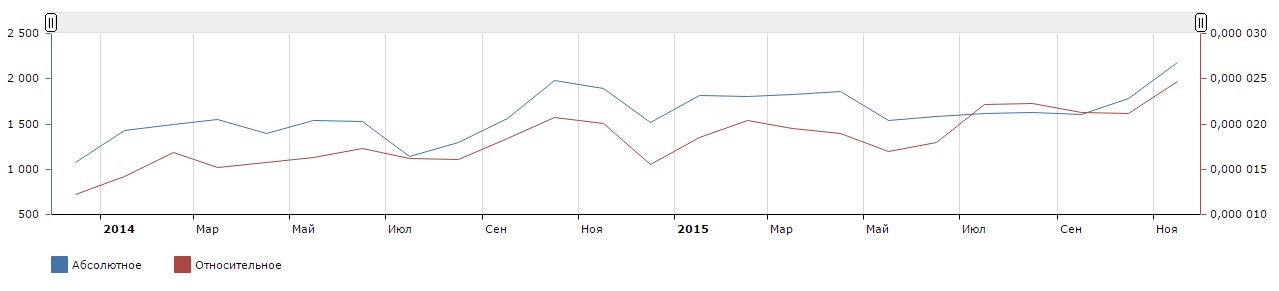 2 500 0,000 030
2 000 0,000 025
1 500 0,000 020
1 000 0,000 015
500 0,000 010
2014 Мар Май Июл Сен Ноя 2015 Мар Май Июл Сен Ноя
Абсолютное Относительное